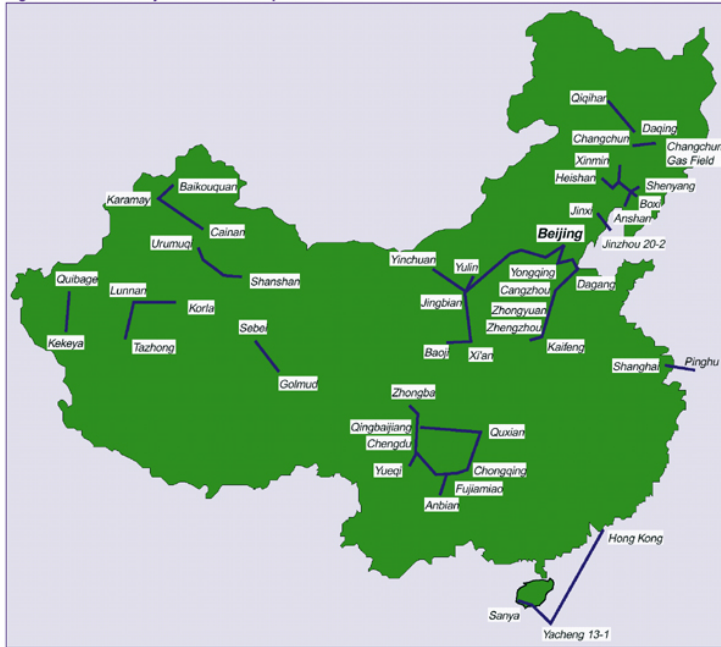 Qiqihar
Daqing
Changchun
Changchun
Gas Field
Xinmin
Heishan
Shenyang
Boxi
Anshan
Jinxi
Jinzhou 20-2
Baikouquan
Karamay
Cainan
Urumuqi
Shanshan
Beijing
Yinchuan
Yulin
Yongqing
Dagang
Quibage
Lunnan
Cangzhou
Jingbian
Korla
Zhongyuan
Sebei
Zhengzhou
Kekeya
Tazhong
Baoji
Xi'an
Kaifeng
Shanghai
Pinghu
Golmud
Zhongba
Qingbaijiang
Quxian
Chengdu
Yueqi
Chongqing
Fujiamiao
Anbian
Hong Kong
Sanya
Yacheng 13-1